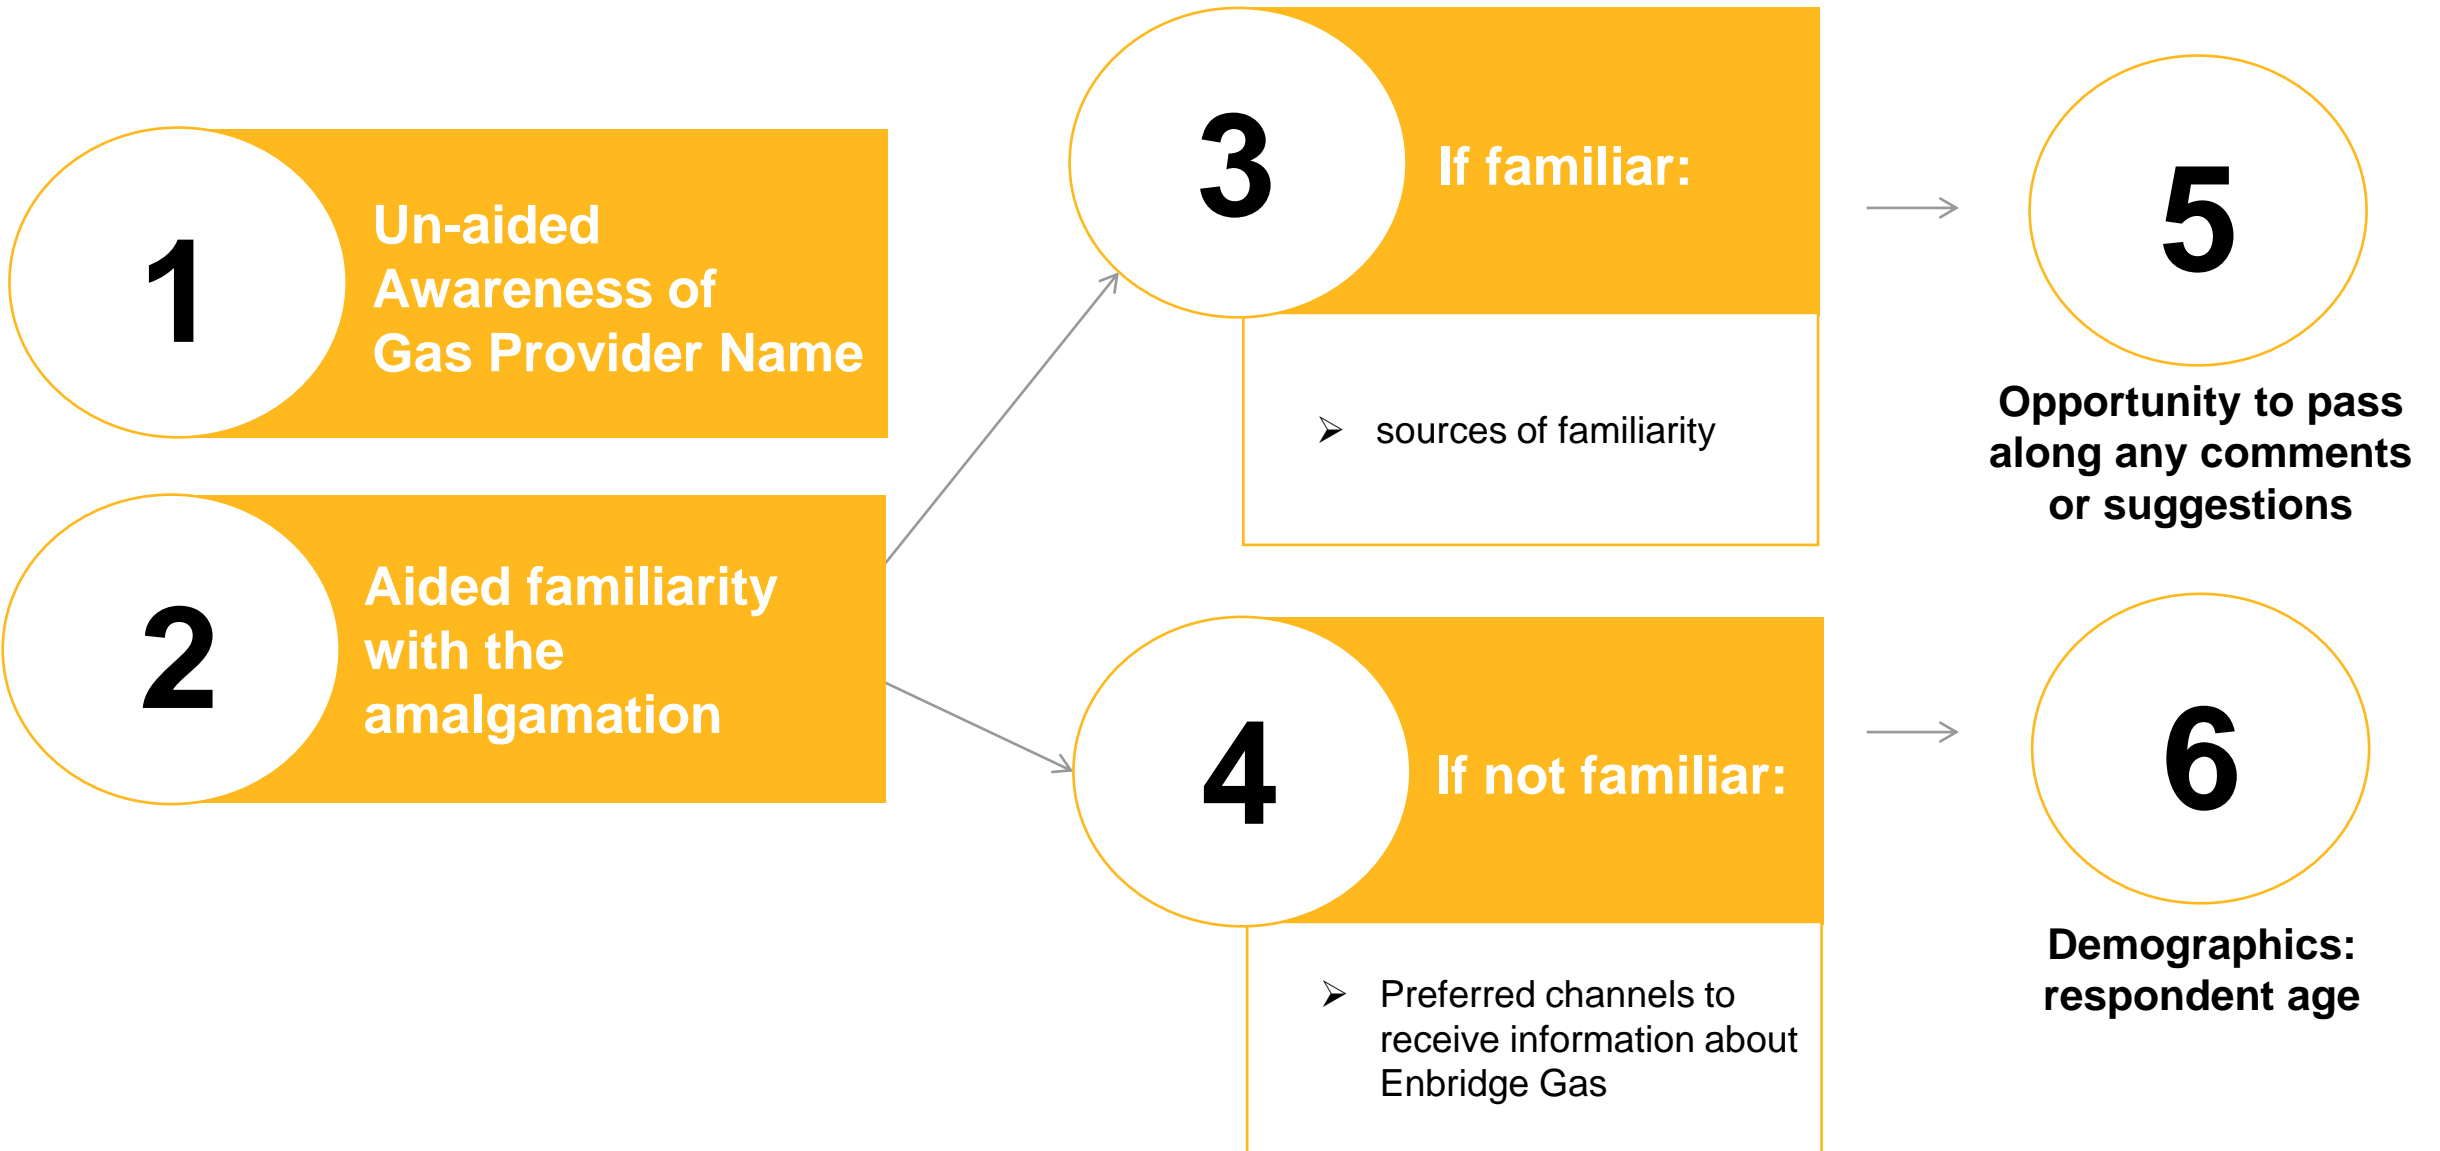 1
Un-aided
Awareness of
Gas Provider Name
2
Aided familiarity
with the
amalgamation
3
If familiar:
➢ sources of familiarity
4
If not familiar:
➢ Preferred channels to
receive information about
Enbridge Gas
5
Opportunity to pass
along any comments
or suggestions
6
Demographics:
respondent age